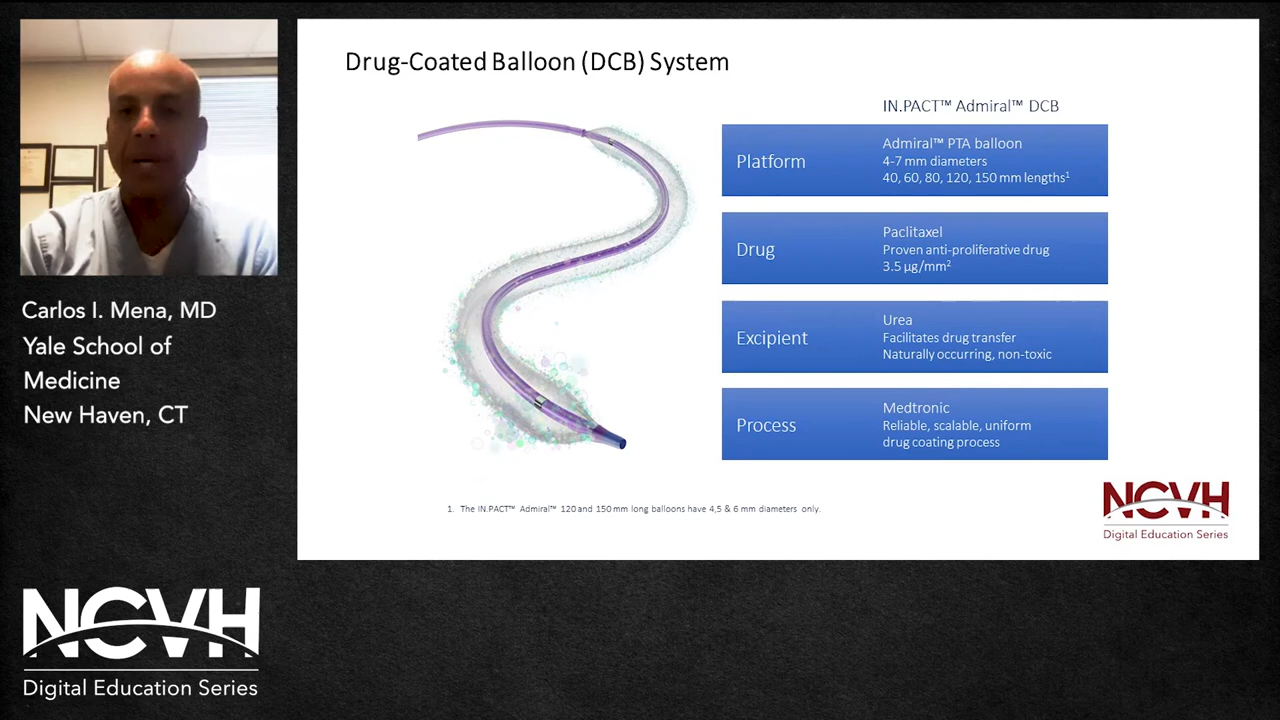 Drug-Coated Balloon (DCB) System
IN.PACT™ Admiral™ DCB
Platform
Admiral™ PTA balloon
4-7 mm diameters
40, 60, 80, 120, 150 mm lengths¹
Drug
Paclitaxel
Proven anti-proliferative drug
3.5 µg/mm²
Excipient
Urea
Facilitates drug transfer
Naturally occurring, non-toxic
Process
Medtronic
Reliable, scalable, uniform
drug coating process
1. The IN.PACT™ Admiral™ 120 and 150 mm long balloons have 4,5 & 6 mm diameters only.
NCVH
Digital Education Series
Carlos I. Mena, MD
Yale School of
Medicine
New Haven, CT
NCVH
Digital Education Series